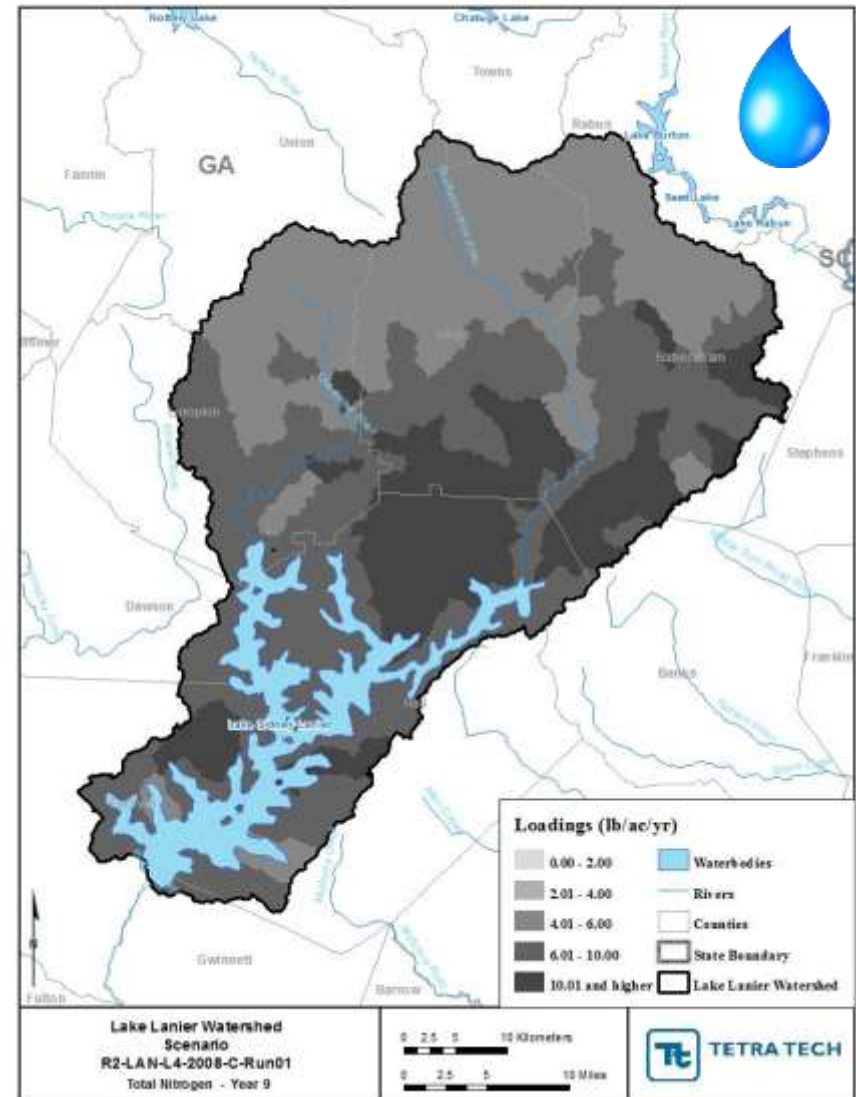 Nottely Lake
Chatuge Lake
Towns
Rabun
Lake Burton
Union
GA
Fannin
Seed Lake
Lake Rabun
SC
Habersham
Stephens
Dawson
Franklin
Banks
Hall
Lake Sidney Lanier
Gwinnett
Barrow
Fulton
N
Loadings (lb/ac/yr)
0.00 - 2.00
2.01 - 4.00
4.01 - 6.00
6.01 - 10.00
10.01 and higher
Waterbodies
Rivers
Counties
State Boundary
Lake Lanier Watershed
Lake Lanier Watershed
Scenario
R2-LAN-L4-2008-C-Run01
Total Nitrogen - Year 9
0 2.5 5 10 Kilometers
0 2.5 5 10 Miles
Tt
TETRA TECH